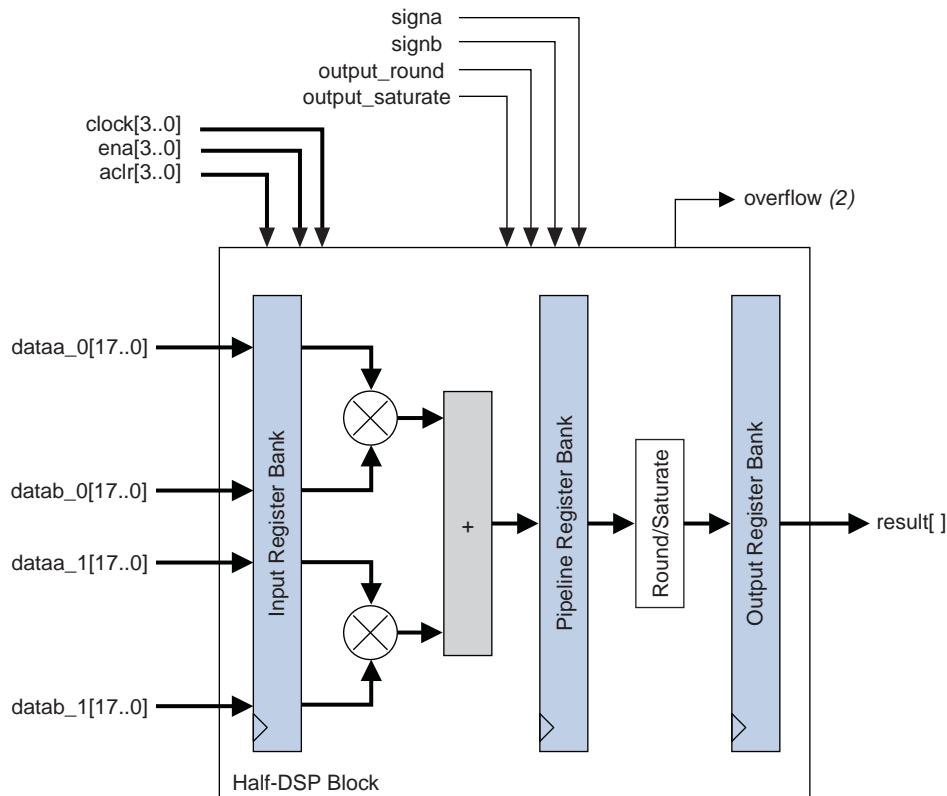 signa
signb
output_round
output_saturate
clock[3..0]
ena[3..0]
aclr[3..0]
overflow (2)
dataa_0[17..0]
datab_0[17..0]
dataa_1[17..0]
datab_1[17..0]
Input Register Bank
+
Pipeline Register Bank
Round/Saturate
Output Register Bank
result[ ]
Half-DSP Block